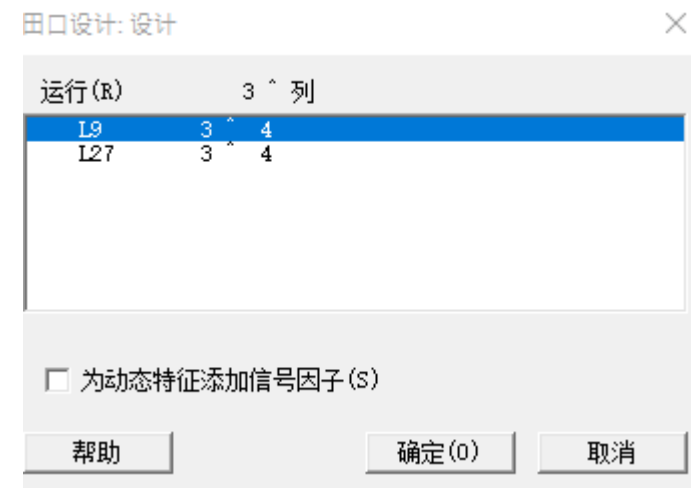 田口设计: 设计
运行(R) 3 ^ 列
L9 3 ^ 4
L27 3 ^ 4
为动态特征添加信号因子(S)
帮助 确定(O) 取消